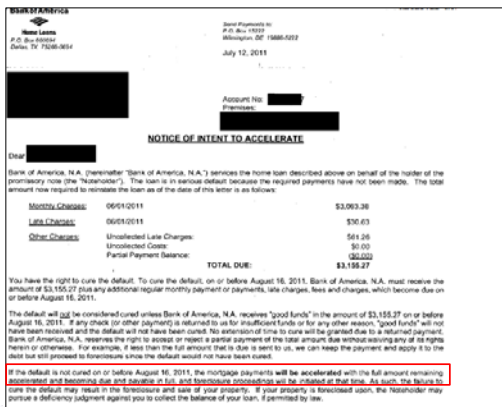 Bank of America
Home Loans
P.O. Box
Dallas, TX
Send Payments to:
P.O. Box 15222
Wilmington, DE
July 12, 2011
Account No:
Premises:
NOTICE OF INTENT TO ACCELERATE
Dear
Bank of America, N.A. (hereinafter "Bank of America, N.A.") services the home loan described above on behalf of the holder of the
promissory note (the "Noteholder"). The loan is in serious default because the required payments have not been made. The total
amount now required to reinstate the loan as of the date of this letter is as follows:
Monthly Charges: 06/01/2011 $3,063.38
Late Charges: 06/01/2011 $30.63
Other Charges: Uncollected Late Charges: $61.26
Uncollected Costs: $0.00
Partial Payment Balance: ($0.00)
TOTAL DUE: $3,155.27
You have the right to cure the default. To cure the default, on or before August 16, 2011, Bank of America, N.A. must receive the
amount of $3,155.27 plus any additional regular monthly payment or payments, late charges, fees and charges, which become due on
or before August 16, 2011.
The default will not be considered cured unless Bank of America, N.A. receives "good funds" in the amount of $3,155.27 on or before
August 16, 2011. If any check (or other payment) is returned to us for insufficient funds or for any other reason, "good funds" will not
have been received and the default will not have been cured. No extension of time to cure will be granted due to a returned payment.
Bank of America, N.A. reserves the right to accept or reject a partial payment of the total amount due without waiving any of its rights
herein or otherwise. For example, if less than the full amount that is due is sent to us, we can keep the payment and apply it to the
debt but still proceed to foreclosure since the default would not have been cured.
If the default is not cured on or before August 16, 2011, the mortgage payments will be accelerated with the full amount remaining
accelerated and becoming due and payable in full, and foreclosure proceedings will be initiated at that time. As such, the failure to
cure the default may result in the foreclosure and sale of your property. If your property is foreclosed upon, the Noteholder may
pursue a deficiency judgment against you to collect the balance of your loan, if permitted by law.